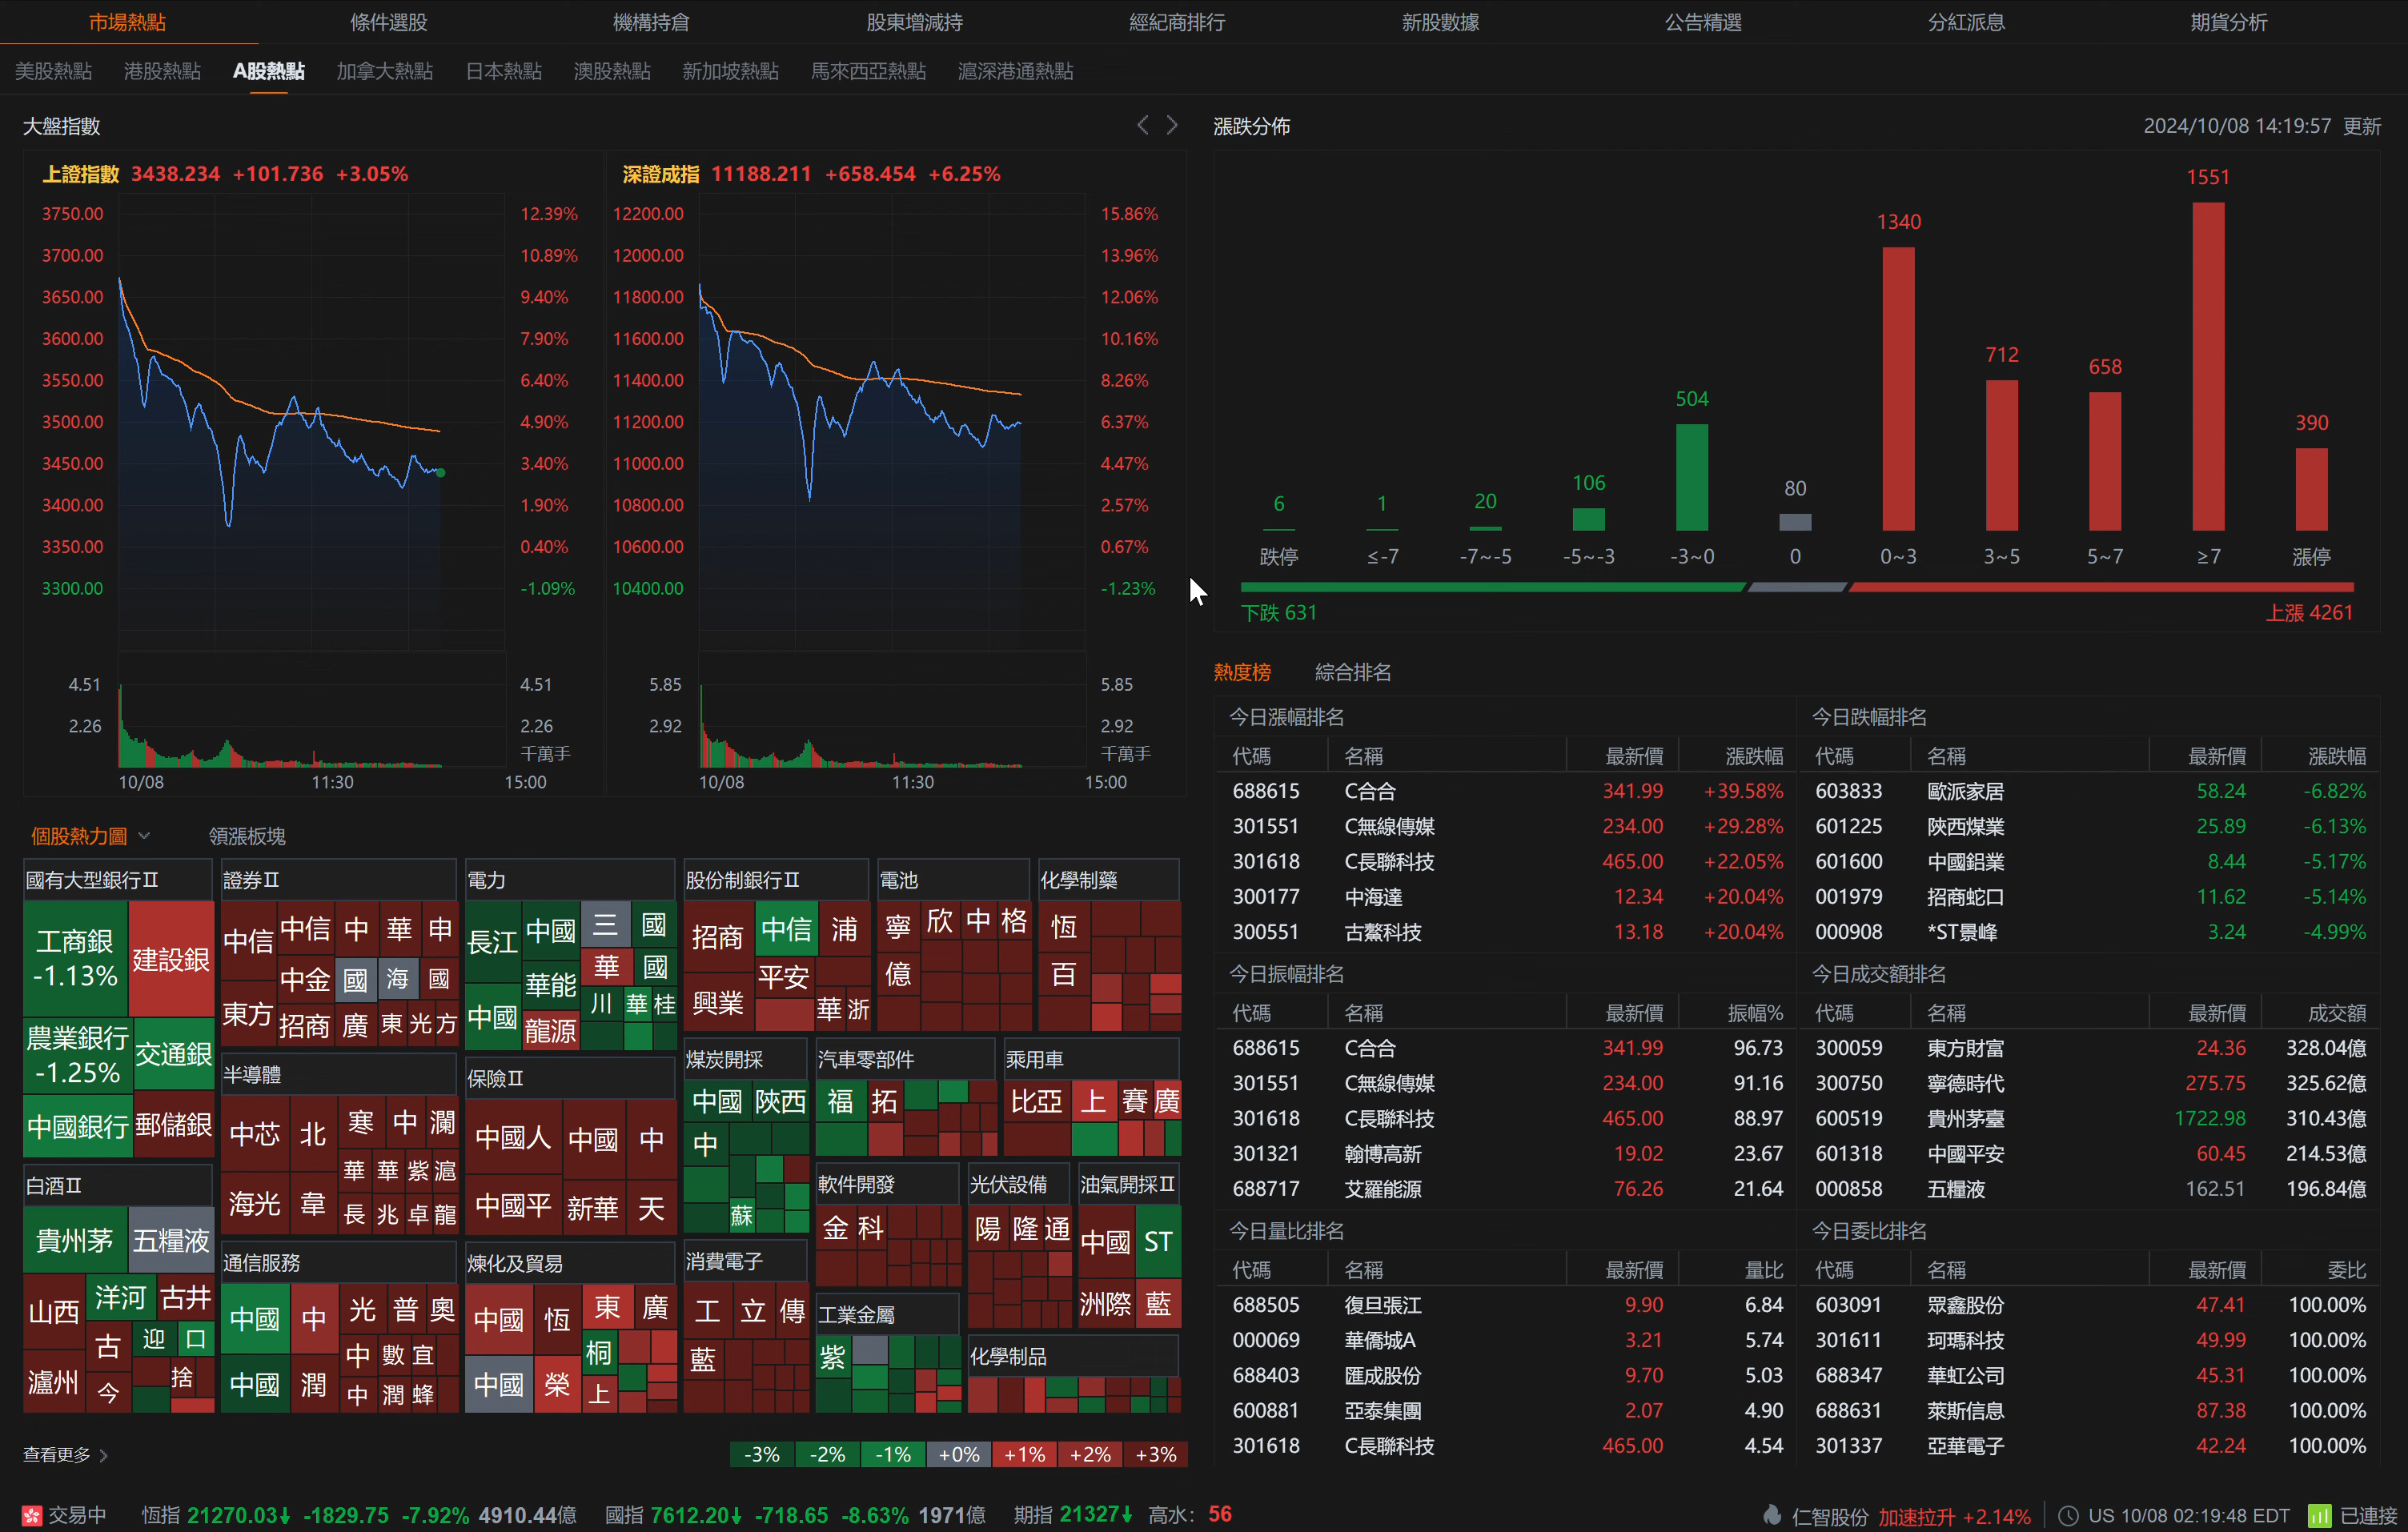 市場熱點 條件選股 機構持倉 股東增減持 經紀商排行 新股數據 公告精選 分紅派息 期貨分析
美股熱點 港股熱點 A股熱點 加拿大熱點 日本熱點 澳股熱點 新加坡熱點 馬來西亞熱點 滬深港通熱點
大盤指數
上證指數 3438.234 +101.736 +3.05%
3750.00 12.39%
3700.00 10.89%
3650.00 9.40%
3600.00 7.90%
3550.00 6.40%
3500.00 4.90%
3450.00 3.40%
3400.00 1.90%
3350.00 0.40%
3300.00 -1.09%
4.51 4.51
2.26 2.26
千萬手
10/08 11:30 15:00
深證成指 11188.211 +658.454 +6.25%
12200.00 15.86%
12000.00 13.96%
11800.00 12.06%
11600.00 10.16%
11400.00 8.26%
11200.00 6.37%
11000.00 4.47%
10800.00 2.57%
10600.00 0.67%
10400.00 -1.23%
5.85 5.85
2.92 2.92
千萬手
10/08 11:30 15:00
漲跌分佈 2024/10/08 14:19:57 更新
6 1 20 106 504 80 1340 712 658 1551 390
跌停 ≤-7 -7~-5 -5~-3 -3~0 0 0~3 3~5 5~7 ≥7 漲停
下跌 631 上漲 4261
個股熱力圖 領漲板塊
國有大型銀行II
工商銀 建設銀
-1.13%
農業銀行 交通銀
-1.25%
中國銀行 郵儲銀
白酒II
貴州茅 五糧液
山西 洋河 古井
古 迎 口
瀘州 今 捨
證券II
中信 中信 中 華 申
中金 國 海 國
東方 招商 廣 東 光 方
半導體
中芯 北 寒 中 瀾
華 華 紫 滬
海光 韋 長 兆 卓 龍
通信服務
中國 中 光 普 奧
中 數 宜
中國 潤 中 潤 蜂
電力
長江 中國 三 國
華能 華 國
中國 龍源 川 華 桂
保險II
中國人 中國 中
中國平 新華 天
煉化及貿易
中國 恆 東 廣
桐
中國 榮 上
股份制銀行II
招商 中信 浦
平安
興業 華 浙
電池
寧 欣 中 格
億
化學制藥
恆
百
煤炭開採
中國 陝西
中
蘇
汽車零部件
福 拓
乘用車
比亞 上 賽 廣
消費電子
工 立 傳
藍
軟件開發
金 科
光伏設備
陽 隆 通
油氣開採II
中國 ST
洲際 藍
工業金屬
紫
化學制品
查看更多
-3% -2% -1% +0% +1% +2% +3%
熱度榜 綜合排名
今日漲幅排名
代碼 名稱 最新價 漲跌幅
688615 C合合 341.99 +39.58%
301551 C無線傳媒 234.00 +29.28%
301618 C長聯科技 465.00 +22.05%
300177 中海達 12.34 +20.04%
300551 古鰲科技 13.18 +20.04%
今日跌幅排名
代碼 名稱 最新價 漲跌幅
603833 歐派家居 58.24 -6.82%
601225 陝西煤業 25.89 -6.13%
601600 中國鋁業 8.44 -5.17%
001979 招商蛇口 11.62 -5.14%
000908 *ST景峰 3.24 -4.99%
今日振幅排名
代碼 名稱 最新價 振幅%
688615 C合合 341.99 96.73
301551 C無線傳媒 234.00 91.16
301618 C長聯科技 465.00 88.97
301321 翰博高新 19.02 23.67
688717 艾羅能源 76.26 21.64
今日成交額排名
代碼 名稱 最新價 成交額
300059 東方財富 24.36 328.04億
300750 寧德時代 275.75 325.62億
600519 貴州茅臺 1722.98 310.43億
601318 中國平安 60.45 214.53億
000858 五糧液 162.51 196.84億
今日量比排名
代碼 名稱 最新價 量比
688505 復旦張江 9.90 6.84
000069 華僑城A 3.21 5.74
688403 匯成股份 9.70 5.03
600881 亞泰集團 2.07 4.90
301618 C長聯科技 465.00 4.54
今日委比排名
代碼 名稱 最新價 委比
603091 眾鑫股份 47.41 100.00%
301611 珂瑪科技 49.99 100.00%
688347 華虹公司 45.31 100.00%
688631 萊斯信息 87.38 100.00%
301337 亞華電子 42.24 100.00%
交易中 恆指 21270.03↓ -1829.75 -7.92% 4910.44億 國指 7612.20↓ -718.65 -8.63% 1971億 期指 21327↓ 高水: 56 仁智股份 加速拉升 +2.14% US 10/08 02:19:48 EDT 已連接